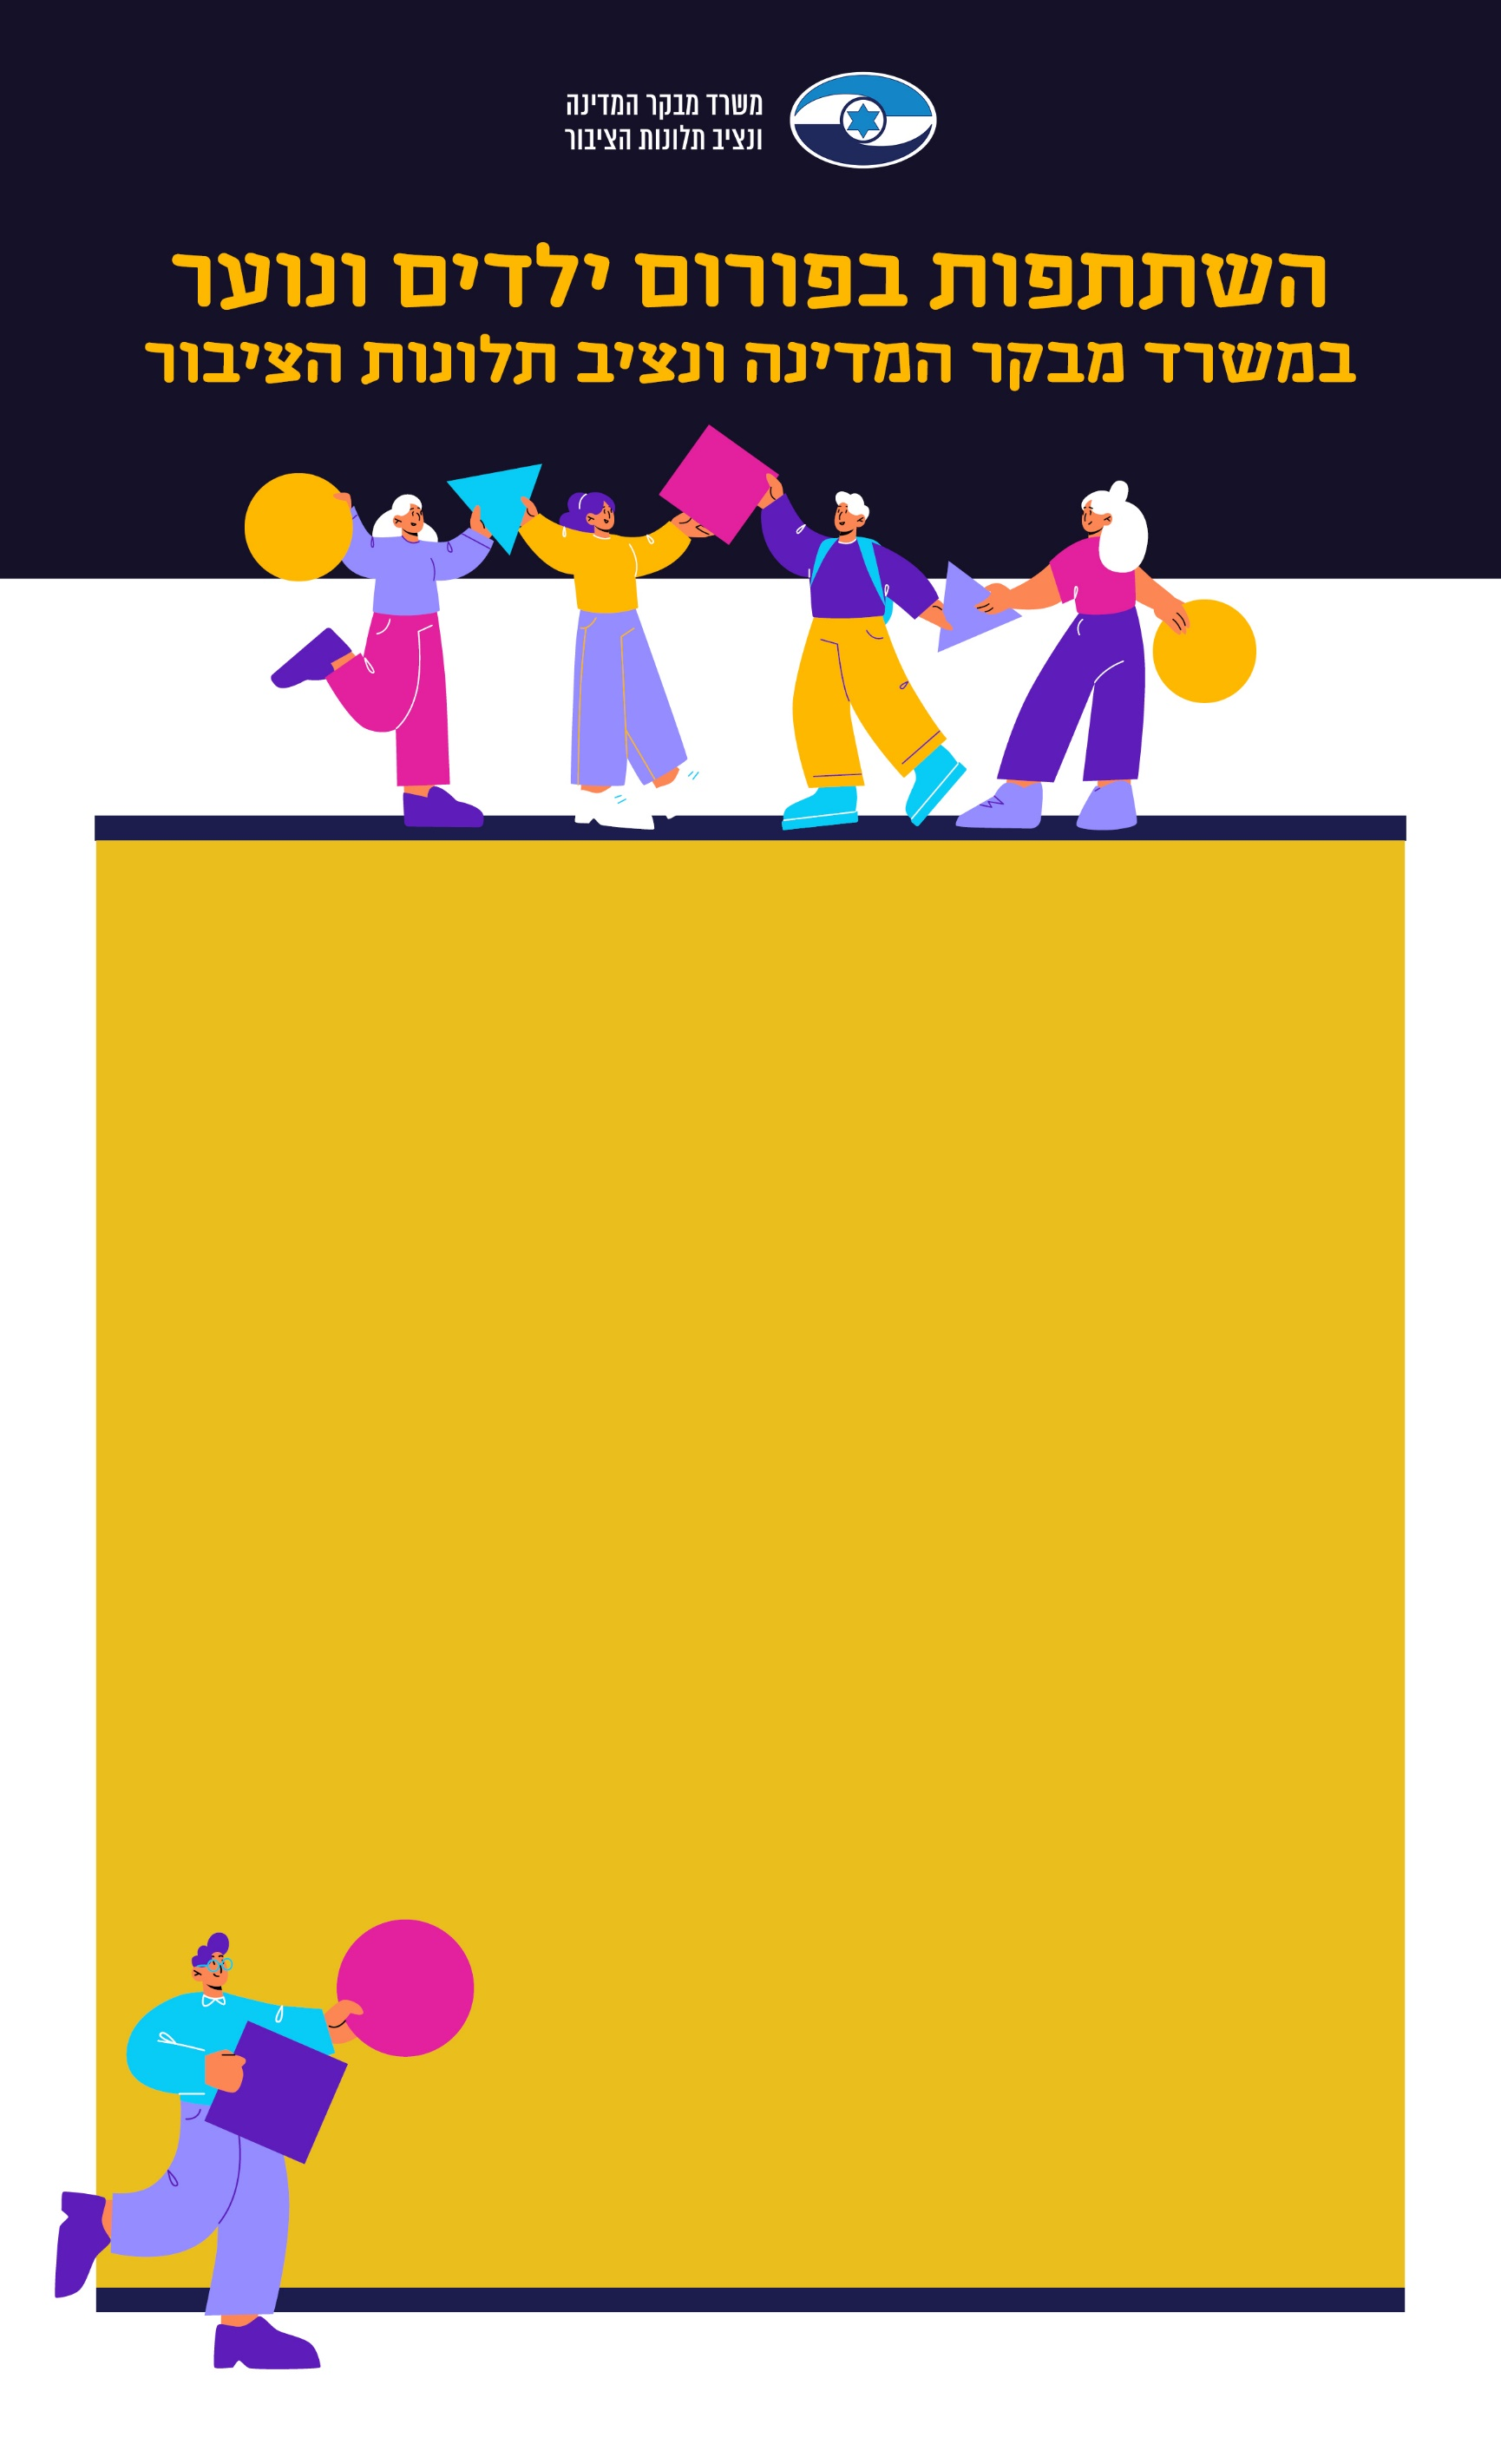 משרד מבקר המדינה
ונציב תלונות הציבור
השתתפות בפורום ילדים ונוער
במשרד מבקר המדינה ונציב תלונות הציבור